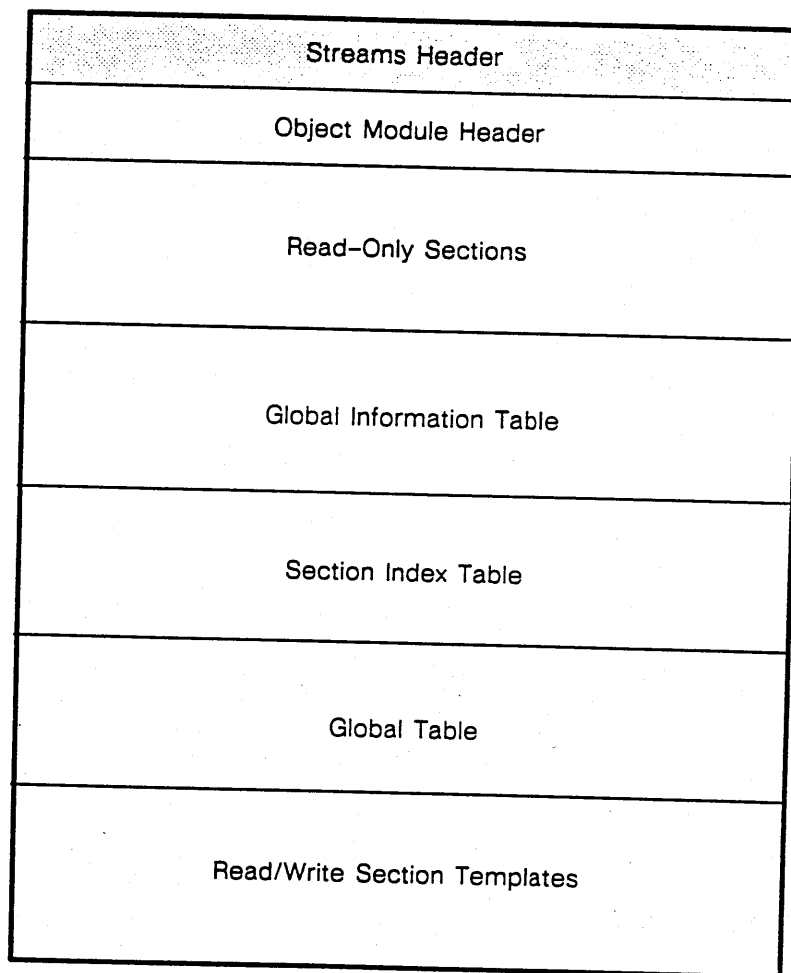 Streams Header
Object Module Header
Read-Only Sections
Global Information Table
Section Index Table
Global Table
Read/Write Section Templates